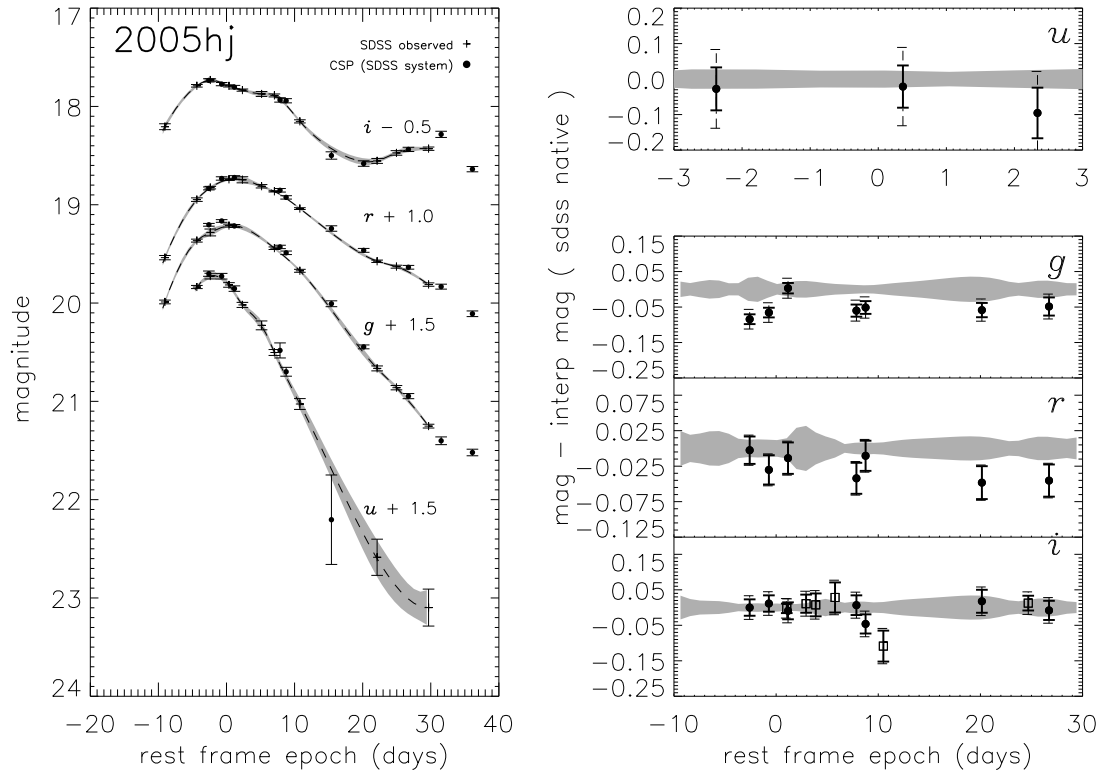 2005hj
SDSS observed +
CSP (SDSS system) ●
i − 0.5
r + 1.0
g + 1.5
u + 1.5
17
18
19
20
21
22
23
24
magnitude
−20 −10 0 10 20 30 40
rest frame epoch (days)
mag − interp mag ( sdss native )
u
0.2
0.1
0.0
−0.1
−0.2
−3 −2 −1 0 1 2 3
g
0.15
0.05
−0.05
−0.15
−0.25
r
0.075
0.025
−0.025
−0.075
−0.125
i
0.15
0.05
−0.05
−0.15
−0.25
−10 0 10 20 30
rest frame epoch (days)